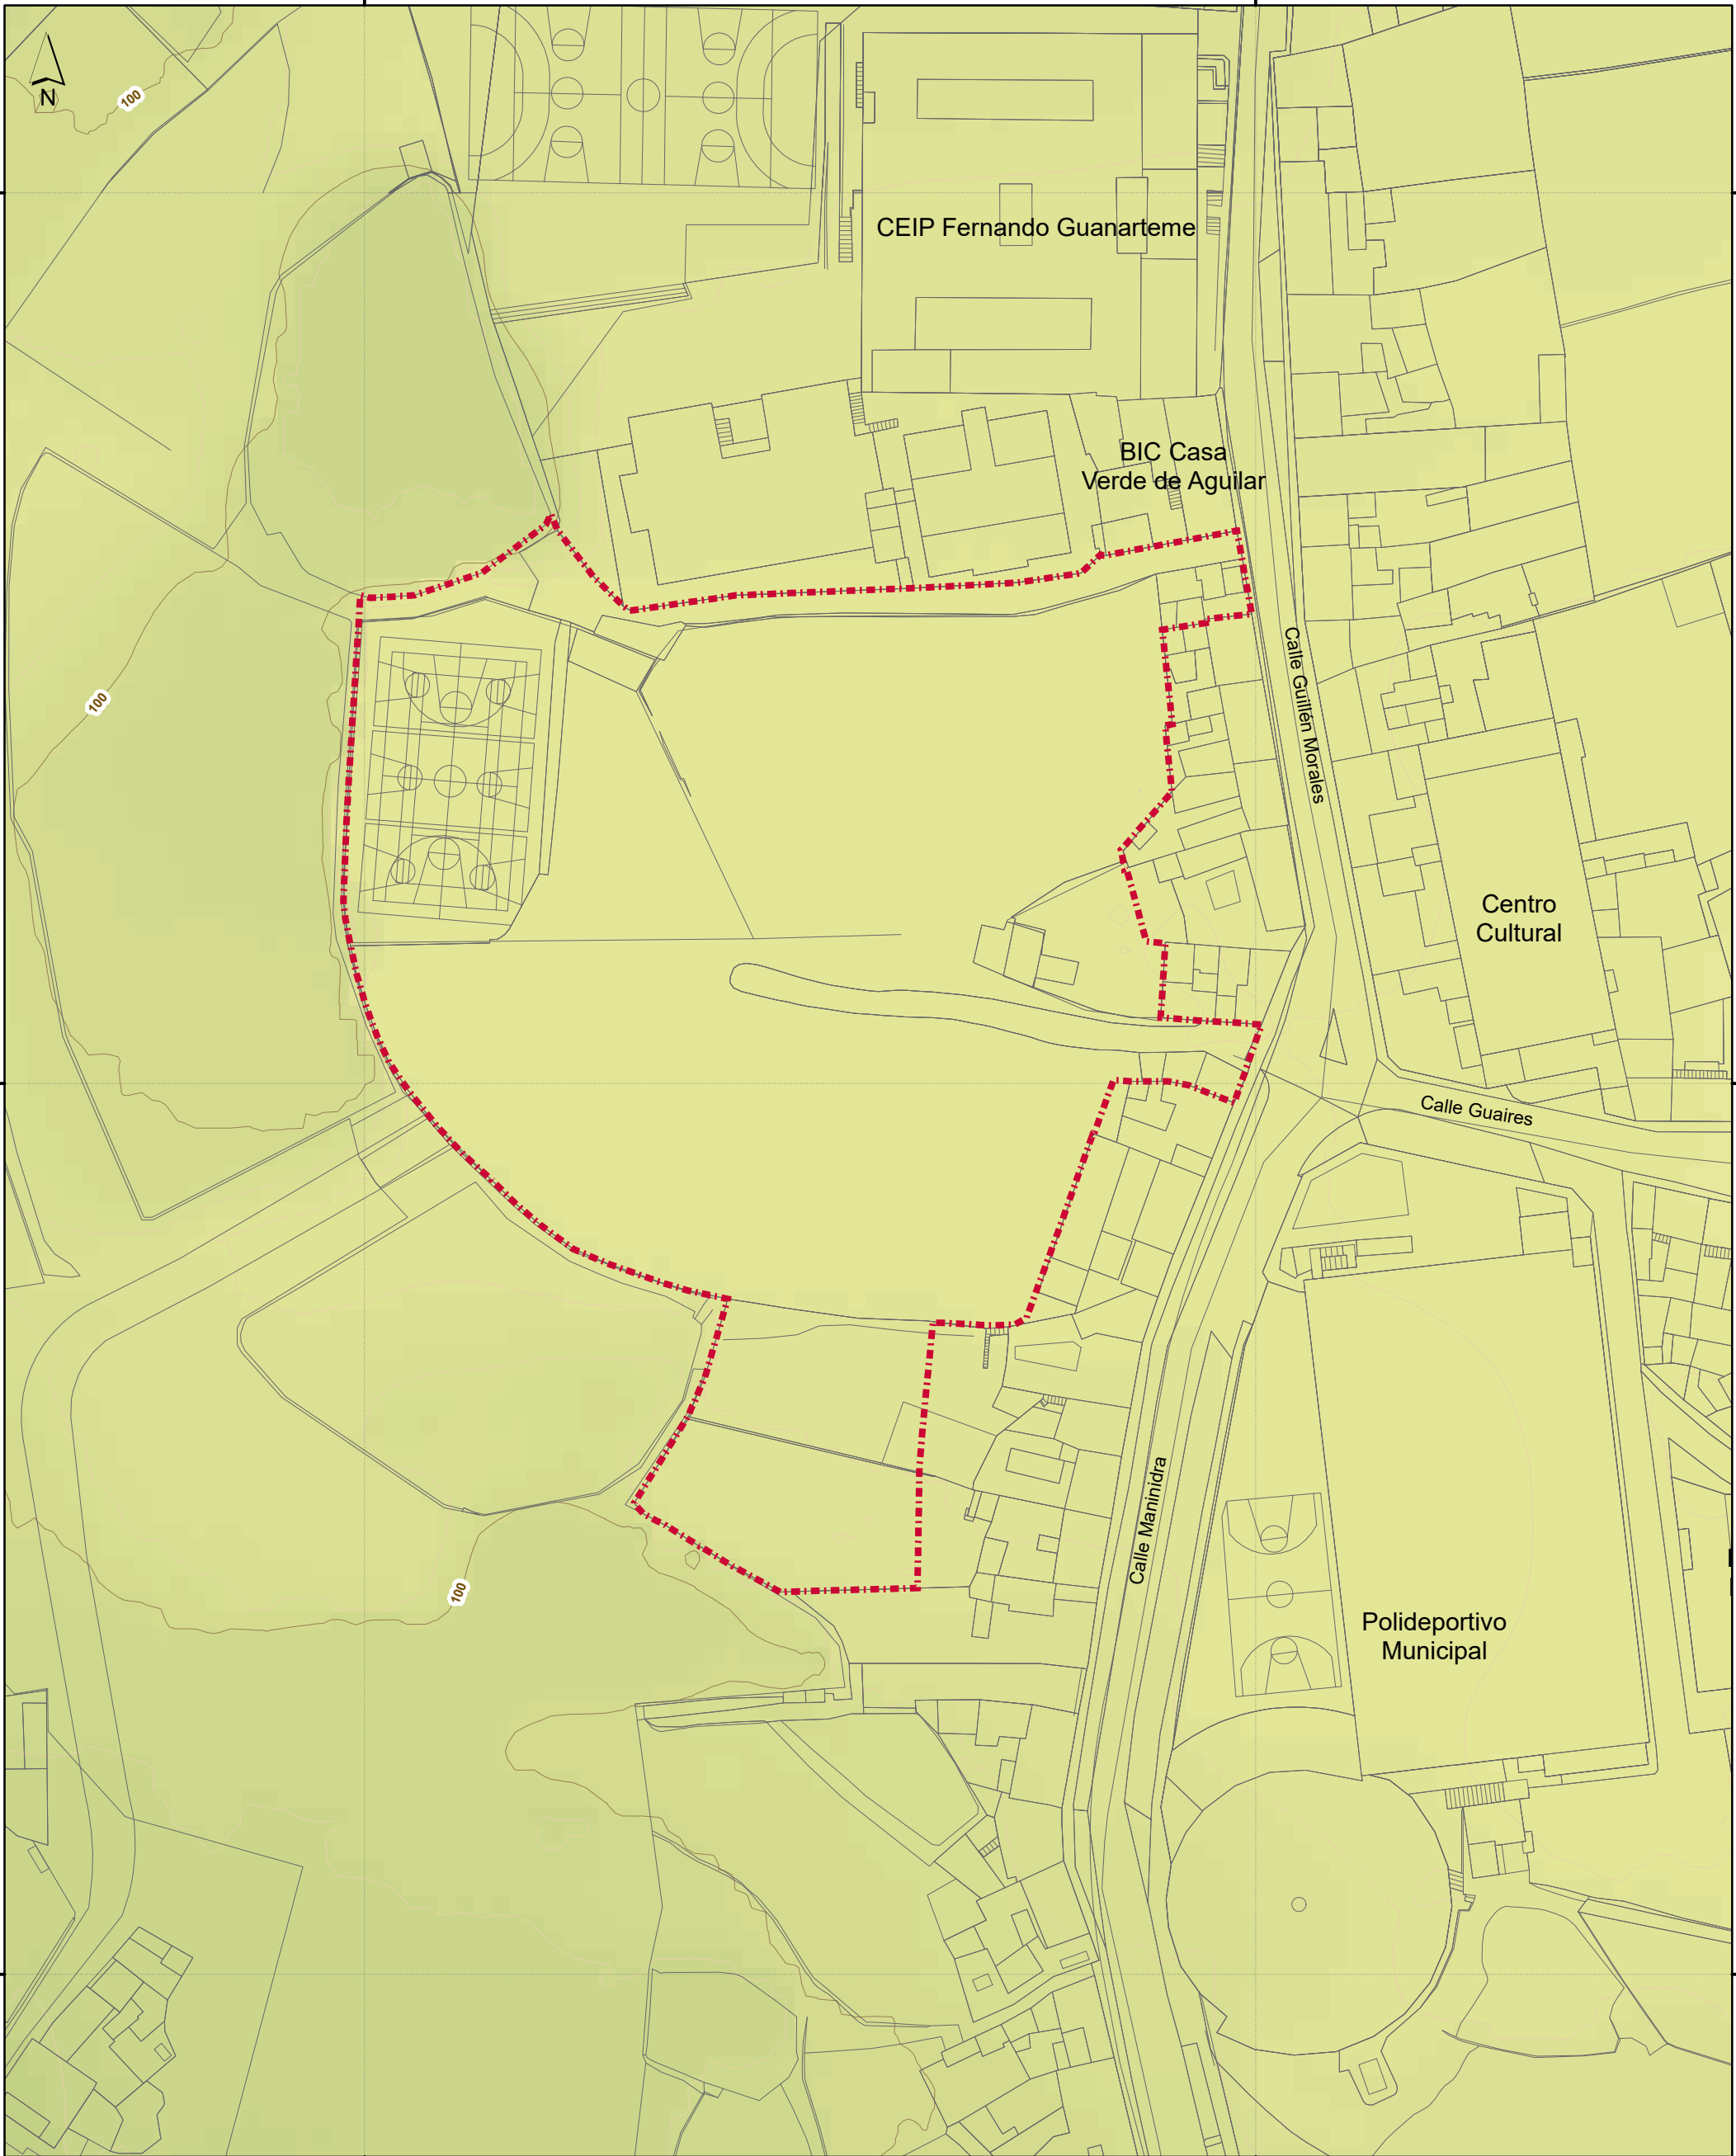 N
100
CEIP Fernando Guanarteme
BIC Casa
Verde de Aguilar
100
Calle Guillén Morales
Centro
Cultural
Calle Guaires
Calle Maninidra
100
Polideportivo
Municipal